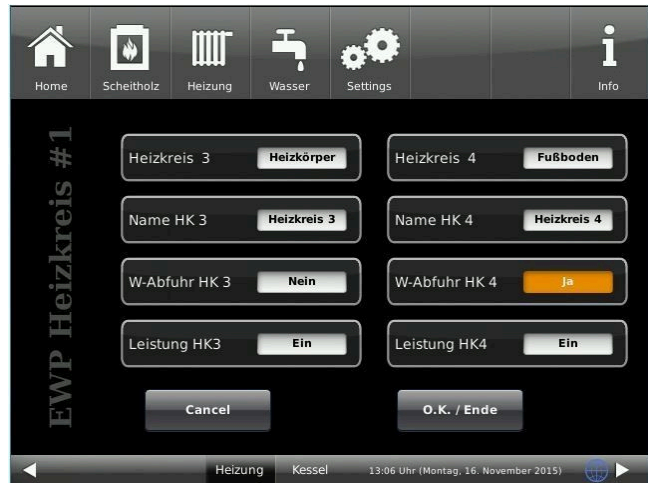 Home Scheitholz Heizung Wasser Settings Info
EWP Heizkreis #1
Heizkreis 3 Heizkörper Heizkreis 4 Fußboden
Name HK 3 Heizkreis 3 Name HK 4 Heizkreis 4
W-Abfuhr HK 3 Nein W-Abfuhr HK 4 Ja
Leistung HK3 Ein Leistung HK4 Ein
Cancel O.K. / Ende
Heizung Kessel 13:06 Uhr (Montag, 16. November 2015)